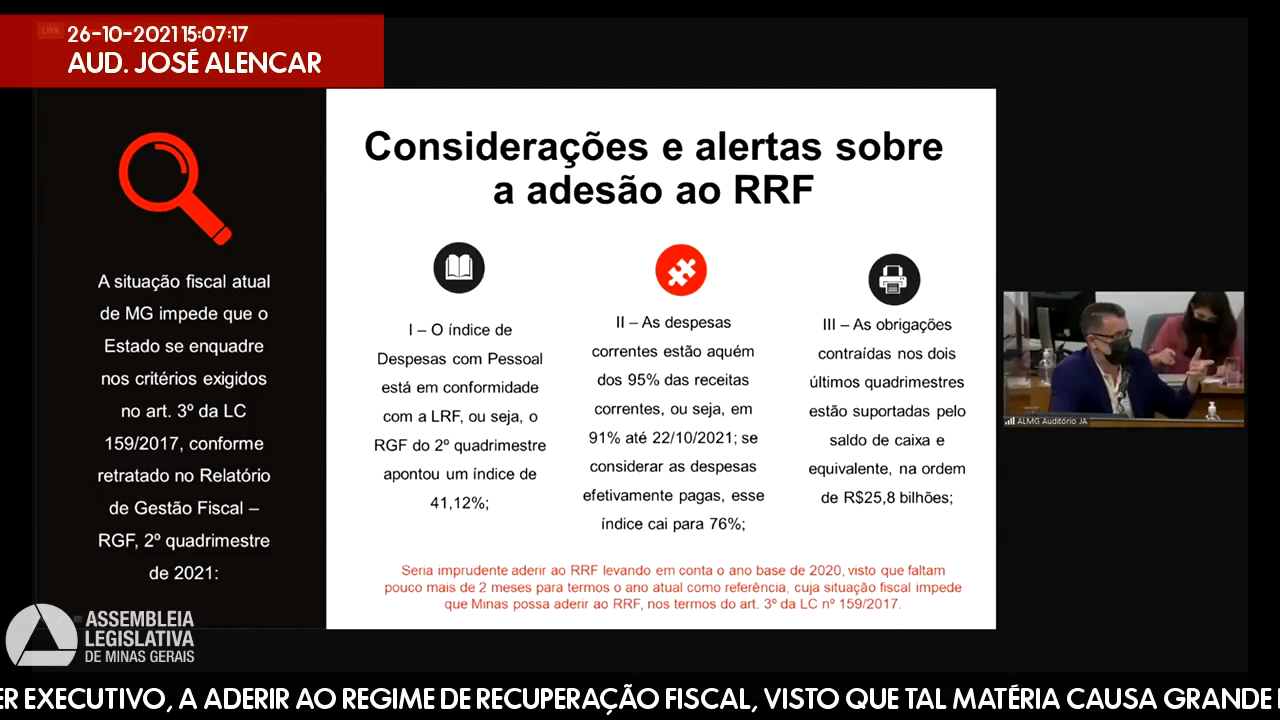 LIVE
26-10-2021 15:07:17
AUD. JOSÉ ALENCAR
Considerações e alertas sobre
a adesão ao RRF
A situação fiscal atual
de MG impede que o
Estado se enquadre
nos critérios exigidos
no art. 3º da LC
159/2017, conforme
retratado no Relatório
de Gestão Fiscal –
RGF, 2º quadrimestre
de 2021:
I – O índice de
Despesas com Pessoal
está em conformidade
com a LRF, ou seja, o
RGF do 2º quadrimestre
apontou um índice de
41,12%;
II – As despesas
correntes estão aquém
dos 95% das receitas
correntes, ou seja, em
91% até 22/10/2021; se
considerar as despesas
efetivamente pagas, esse
índice cai para 76%;
III – As obrigações
contraídas nos dois
últimos quadrimestres
estão suportadas pelo
saldo de caixa e
equivalente, na ordem
de R$25,8 bilhões;
Seria imprudente aderir ao RRF levando em conta o ano base de 2020, visto que faltam
pouco mais de 2 meses para termos o ano atual como referência, cuja situação fiscal impede
que Minas possa aderir ao RRF, nos termos do art. 3º da LC nº 159/2017.
ALMG Auditório JA
ASSEMBLEIA
LEGISLATIVA
DE MINAS GERAIS
ER EXECUTIVO, A ADERIR AO REGIME DE RECUPERAÇÃO FISCAL, VISTO QUE TAL MATÉRIA CAUSA GRANDE